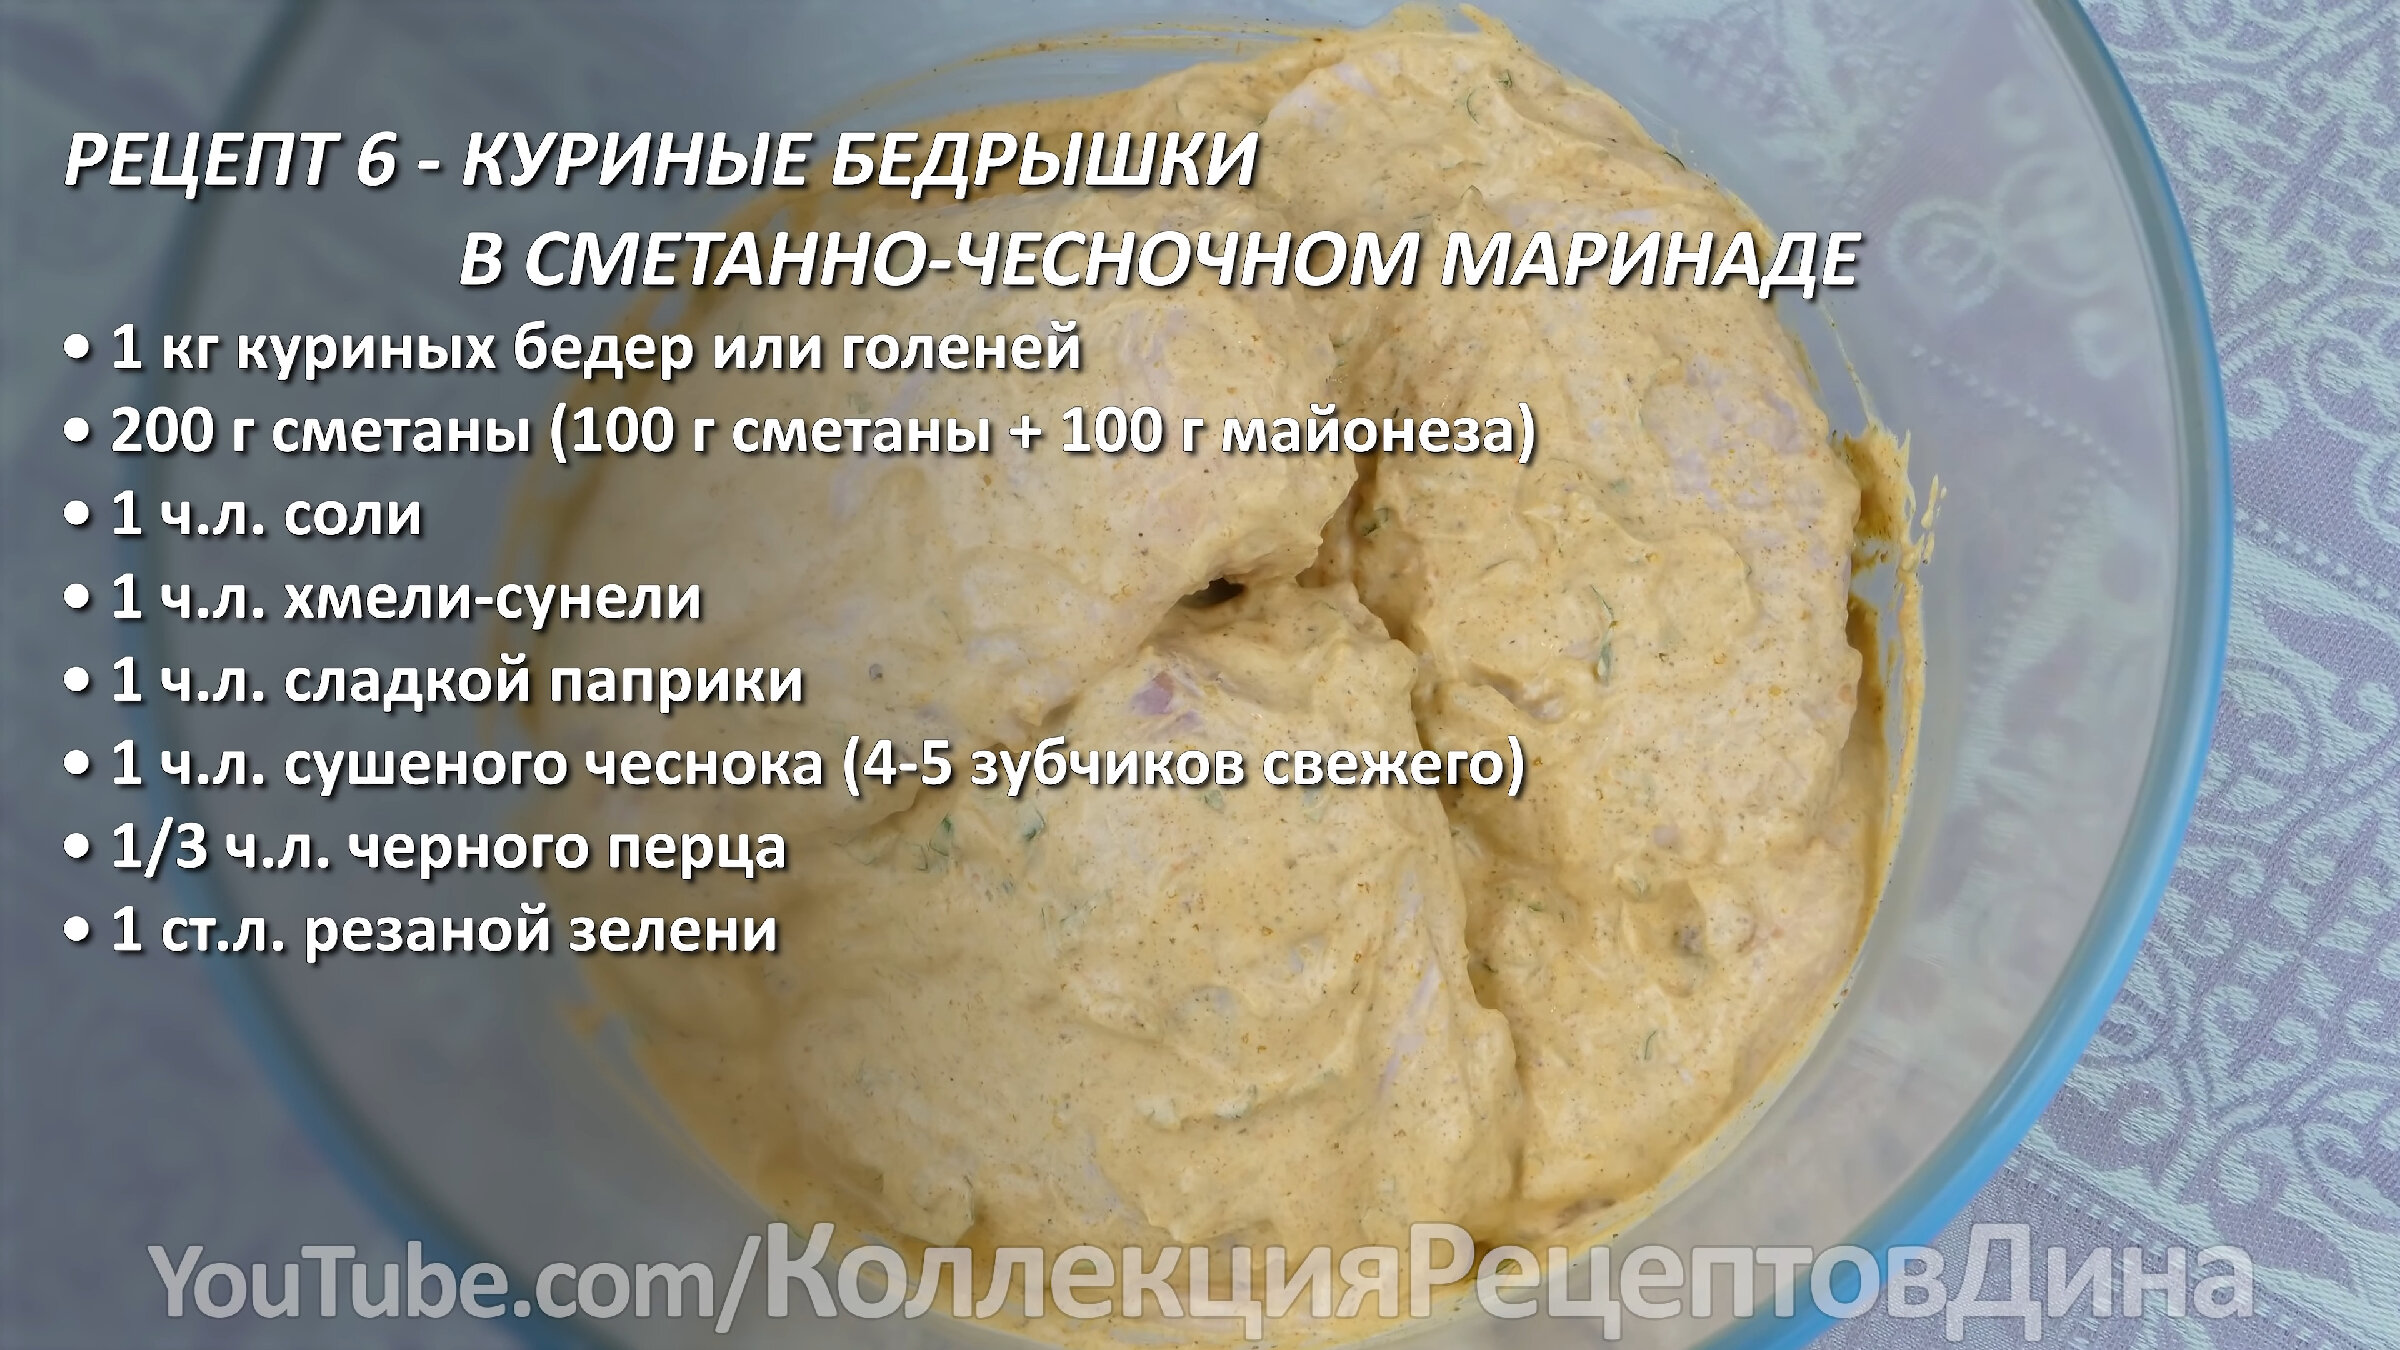 РЕЦЕПТ 6 - КУРИНЫЕ БЕДРЫШКИ
В СМЕТАННО-ЧЕСНОЧНОМ МАРИНАДЕ
• 1 кг куриных бедер или голеней
• 200 г сметаны (100 г сметаны + 100 г майонеза)
• 1 ч.л. соли
• 1 ч.л. хмели-сунели
• 1 ч.л. сладкой паприки
• 1 ч.л. сушеного чеснока (4-5 зубчиков свежего)
• 1/3 ч.л. черного перца
• 1 ст.л. резаной зелени
YouTube.com/КоллекцияРецептовДина